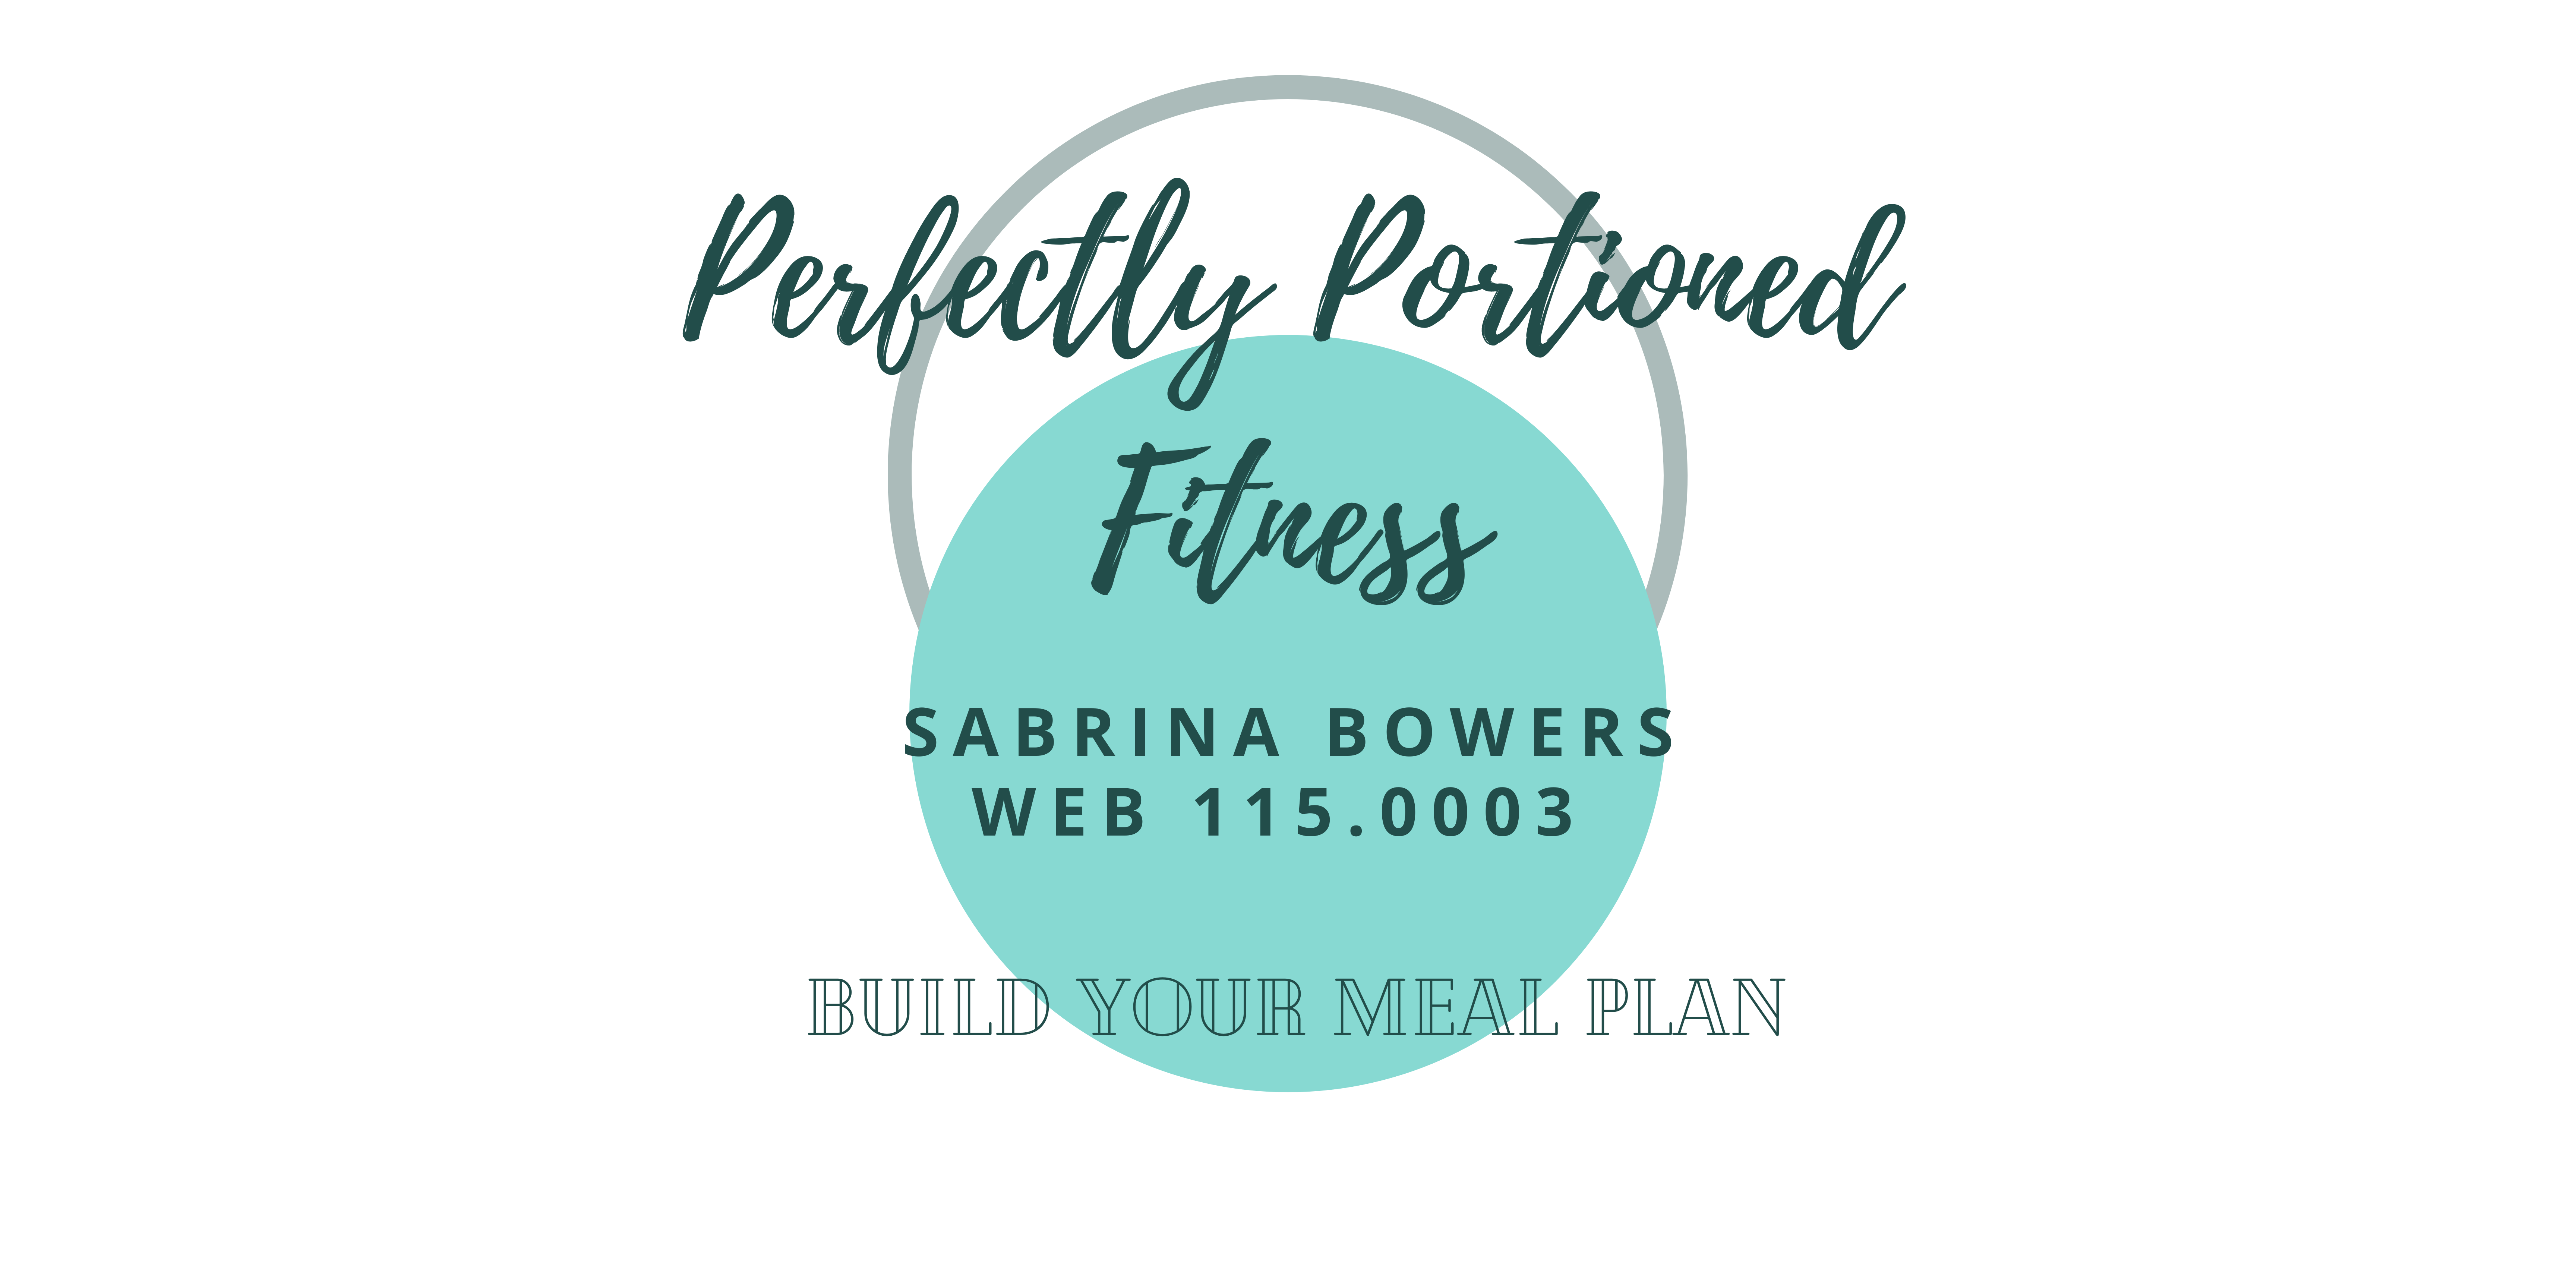 Perfectly Portioned
Fitness
SABRINA BOWERS
WEB 115.0003
BUILD YOUR MEAL PLAN